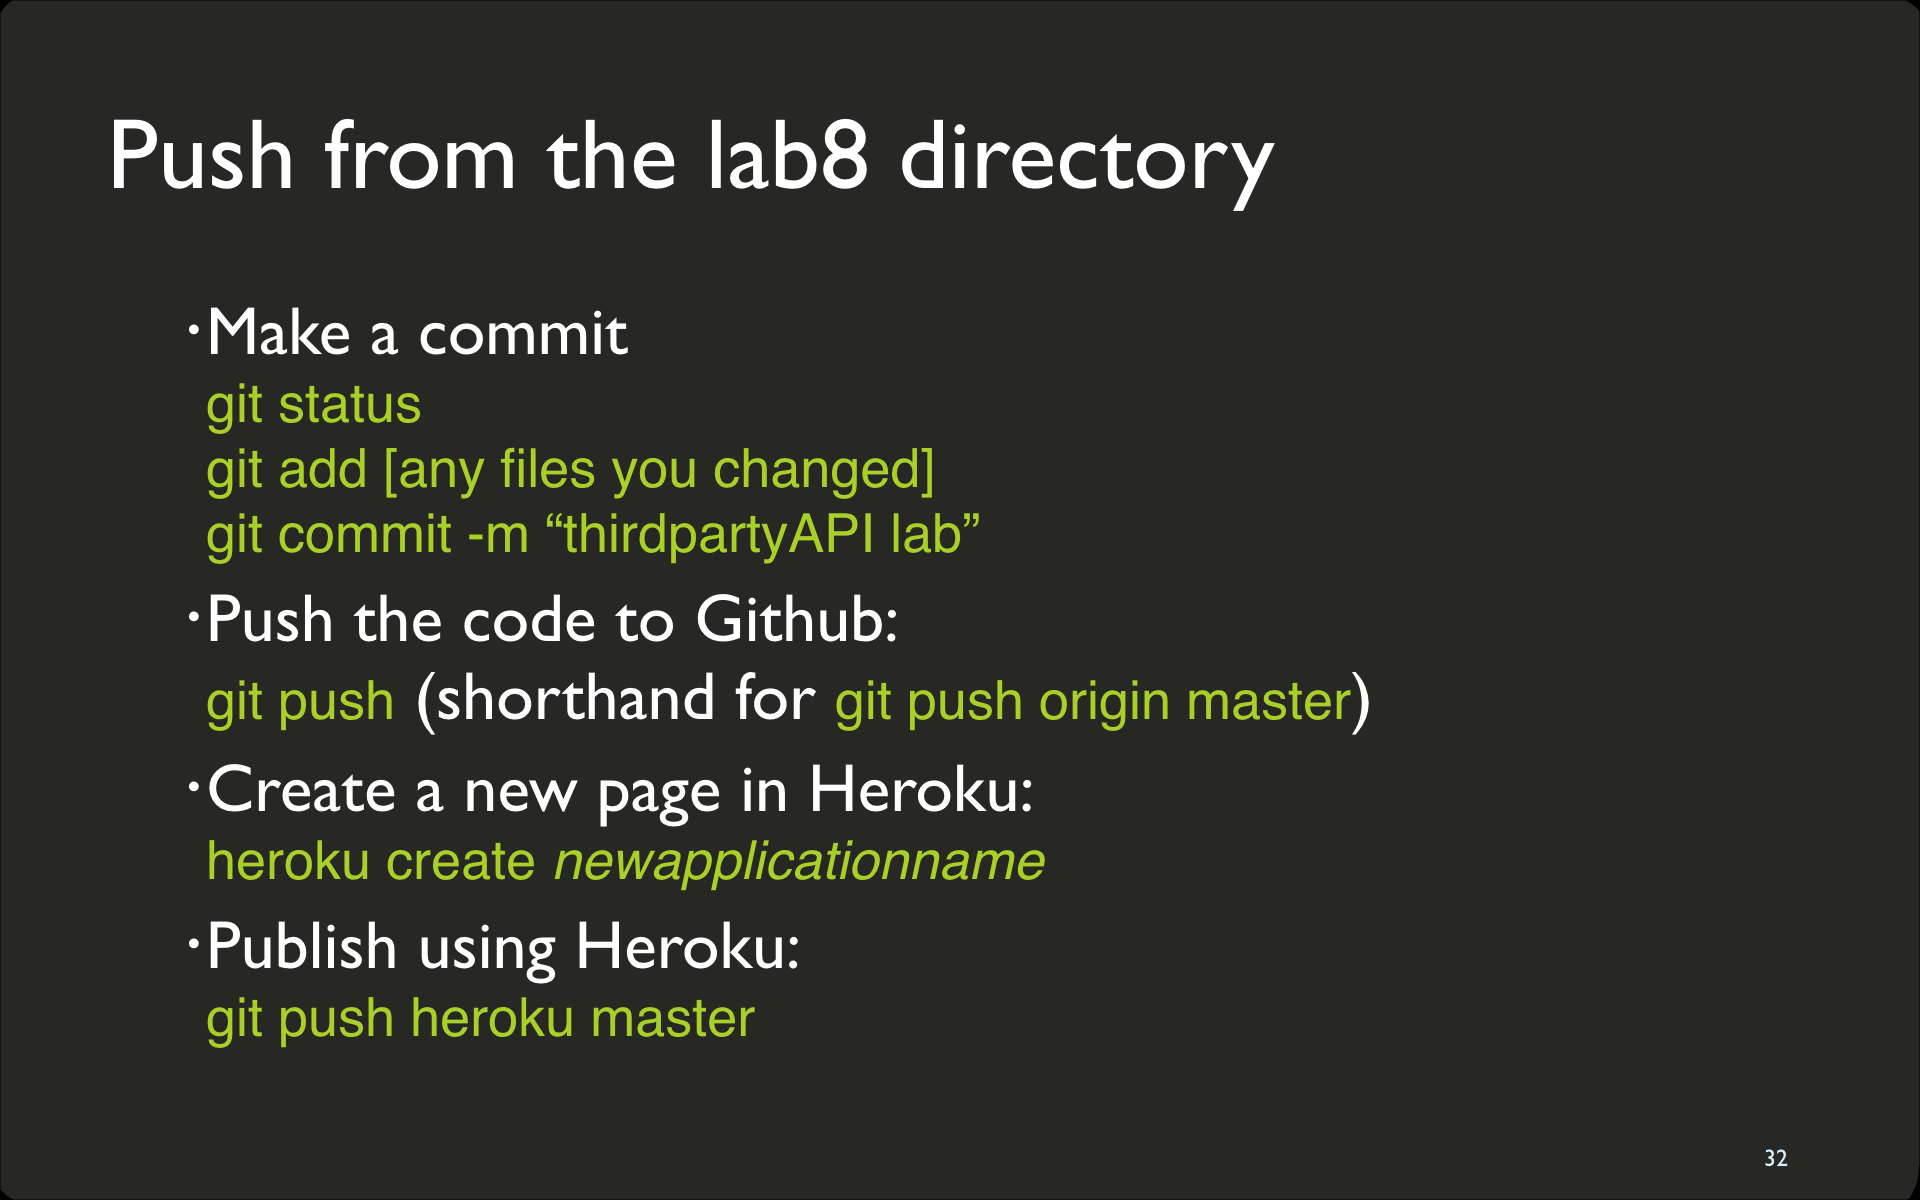 Push from the lab8 directory
•Make a commit
git status
git add [any files you changed]
git commit -m “thirdpartyAPI lab”
•Push the code to Github:
git push (shorthand for git push origin master)
•Create a new page in Heroku:
heroku create newapplicationname
•Publish using Heroku:
git push heroku master
32